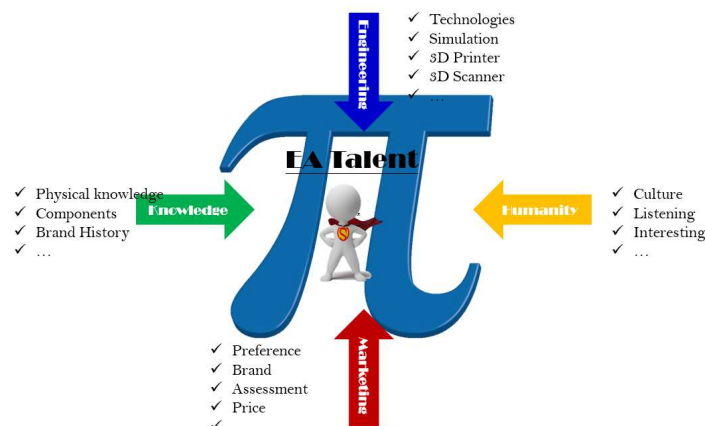 Technologies
Simulation
3D Printer
3D Scanner
…
Engineering
EA Talent
Physical knowledge
Components
Brand History
…
Knowledge
S
Humanity
Culture
Listening
Interesting
…
Preference
Brand
Assessment
Price
Marketing